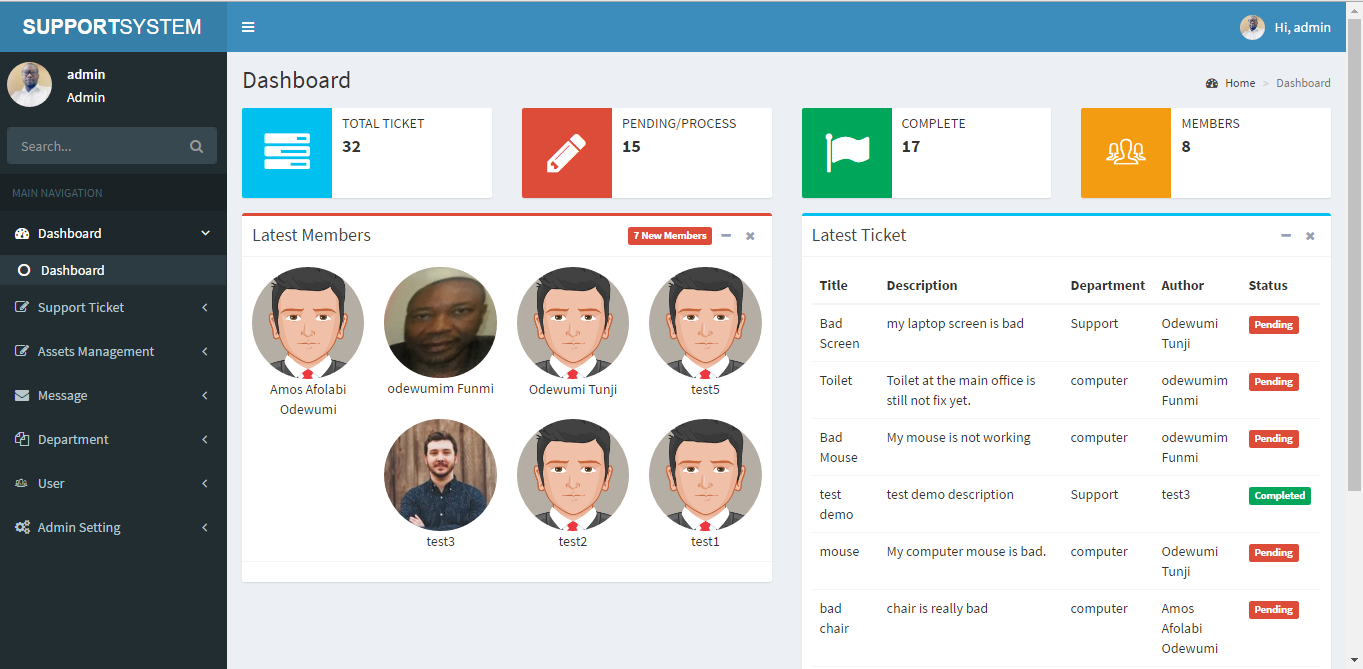 SUPPORTSYSTEM
Hi, admin
admin
Admin
Search...
MAIN NAVIGATION
Dashboard
Dashboard
Support Ticket
Assets Management
Message
Department
User
Admin Setting
Dashboard
Home > Dashboard
TOTAL TICKET
32
PENDING/PROCESS
15
COMPLETE
17
MEMBERS
8
Latest Members
7 New Members
Amos Afolabi
Odewumi
odewumim Funmi
Odewumi Tunji
test5
test3
test2
test1
Latest Ticket
Title Description Department Author Status
Bad my laptop screen is bad Support Odewumi Pending
Screen Tunji
Toilet Toilet at the main office is computer odewumim Pending
still not fix yet. Funmi
Bad My mouse is not working computer odewumim Pending
Mouse Funmi
test test demo description Support test3 Completed
demo
mouse My computer mouse is bad. computer Odewumi Pending
Tunji
bad chair is really bad computer Amos Pending
chair Afolabi
Odewumi